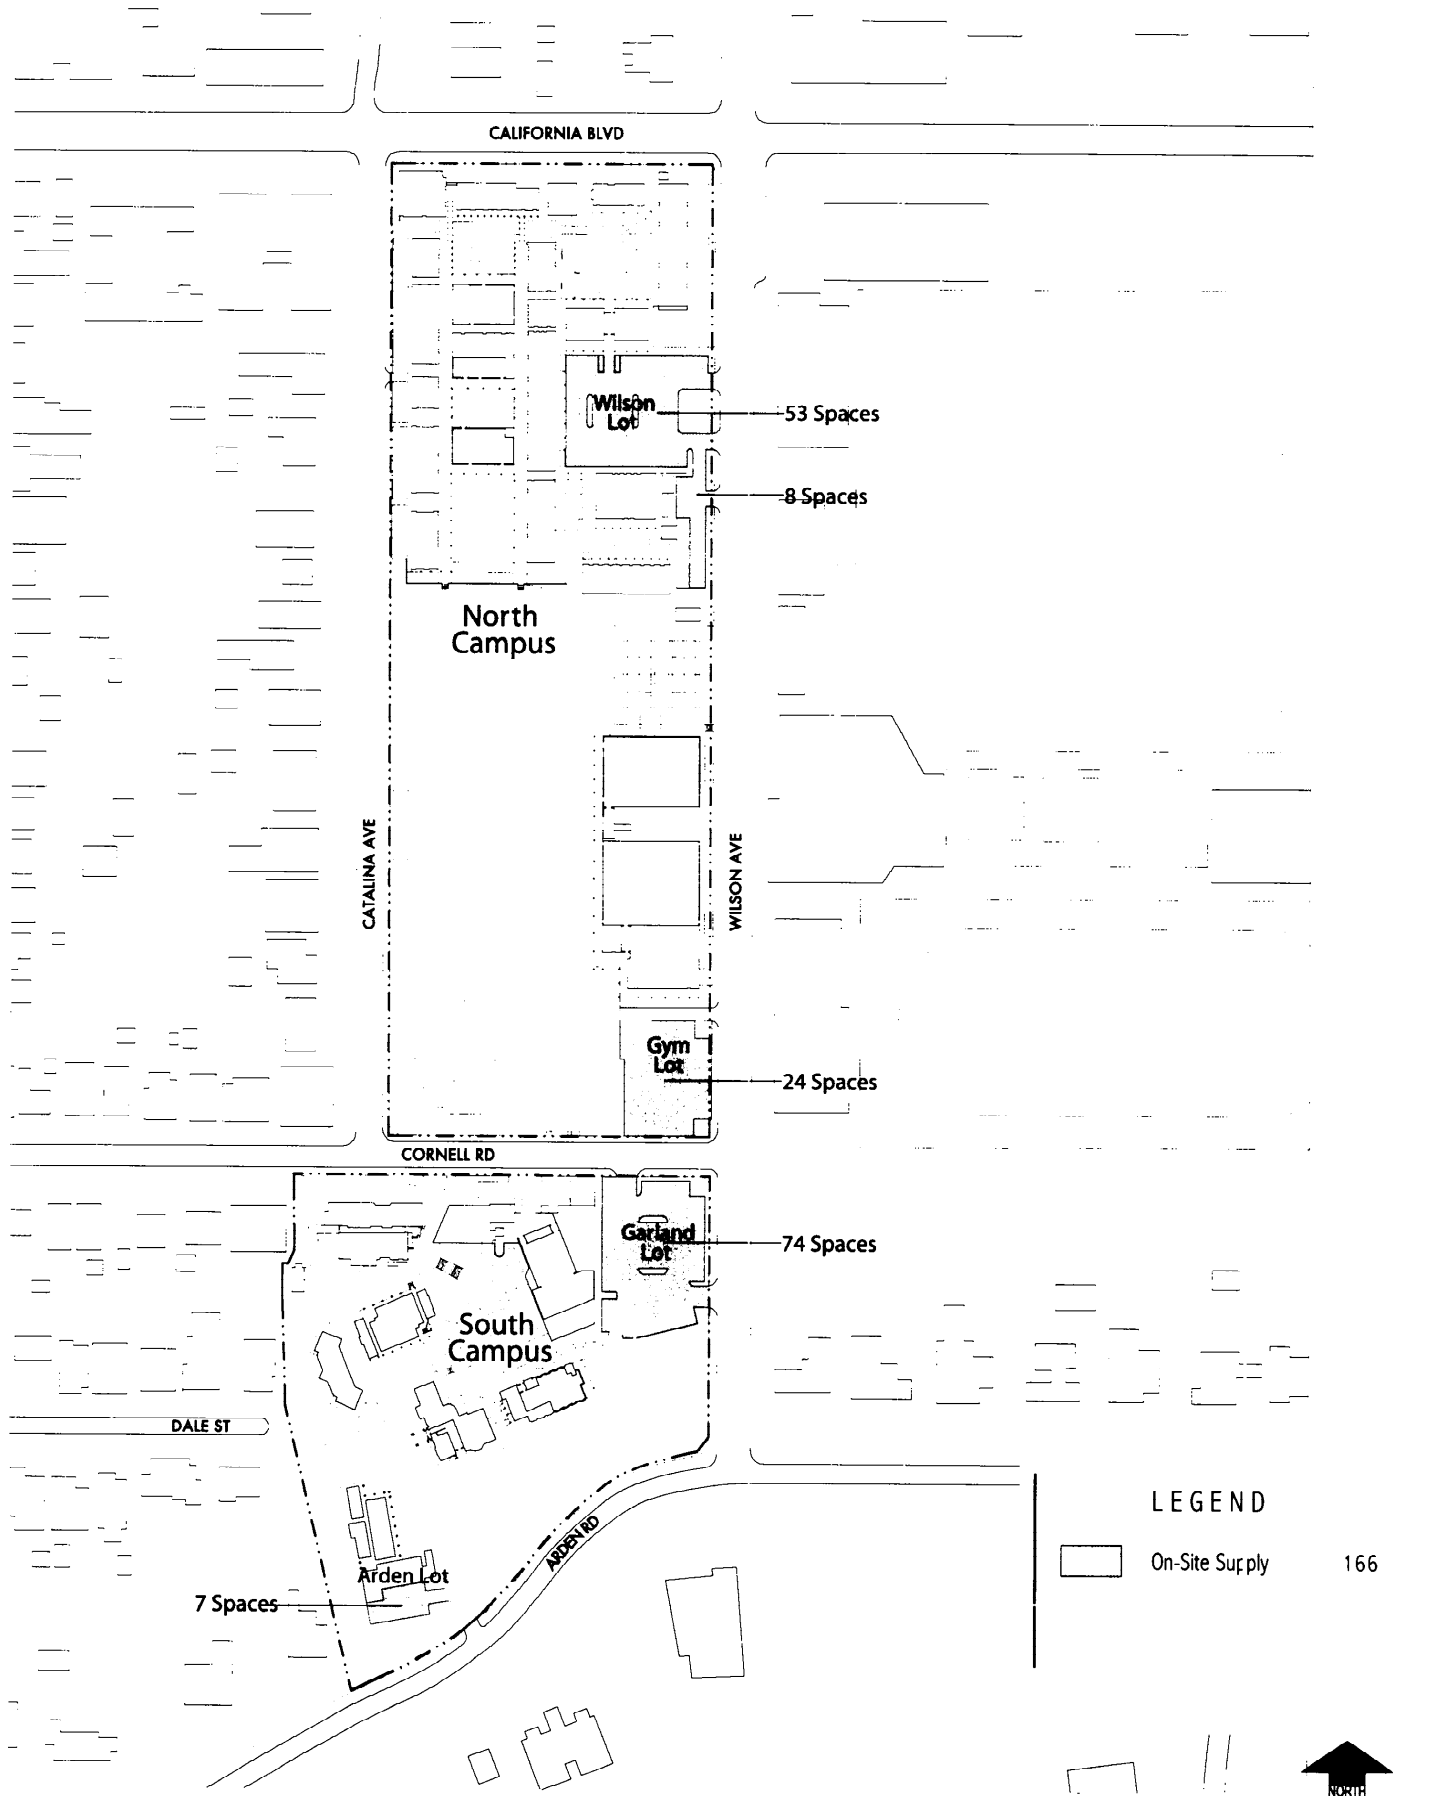 CALIFORNIA BLVD
Wilson
Lot
53 Spaces
8 Spaces
North
Campus
CATALINA AVE
WILSON AVE
Gym
Lot
24 Spaces
CORNELL RD
Garland
Lot
74 Spaces
South
Campus
DALE ST
ARDEN RD
LEGEND
On-Site Supply 166
Arden Lot
7 Spaces
NORTH